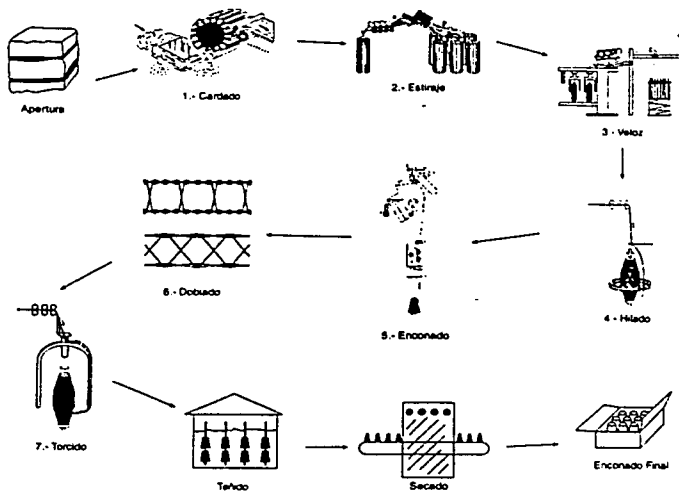 Apertura
1.- Cardado
2.- Estiraje
3 - Veloz
4 - Hilado
5.- Enconado
6.- Doblado
7.- Torcido
Teñido
Secado
Enconado Final